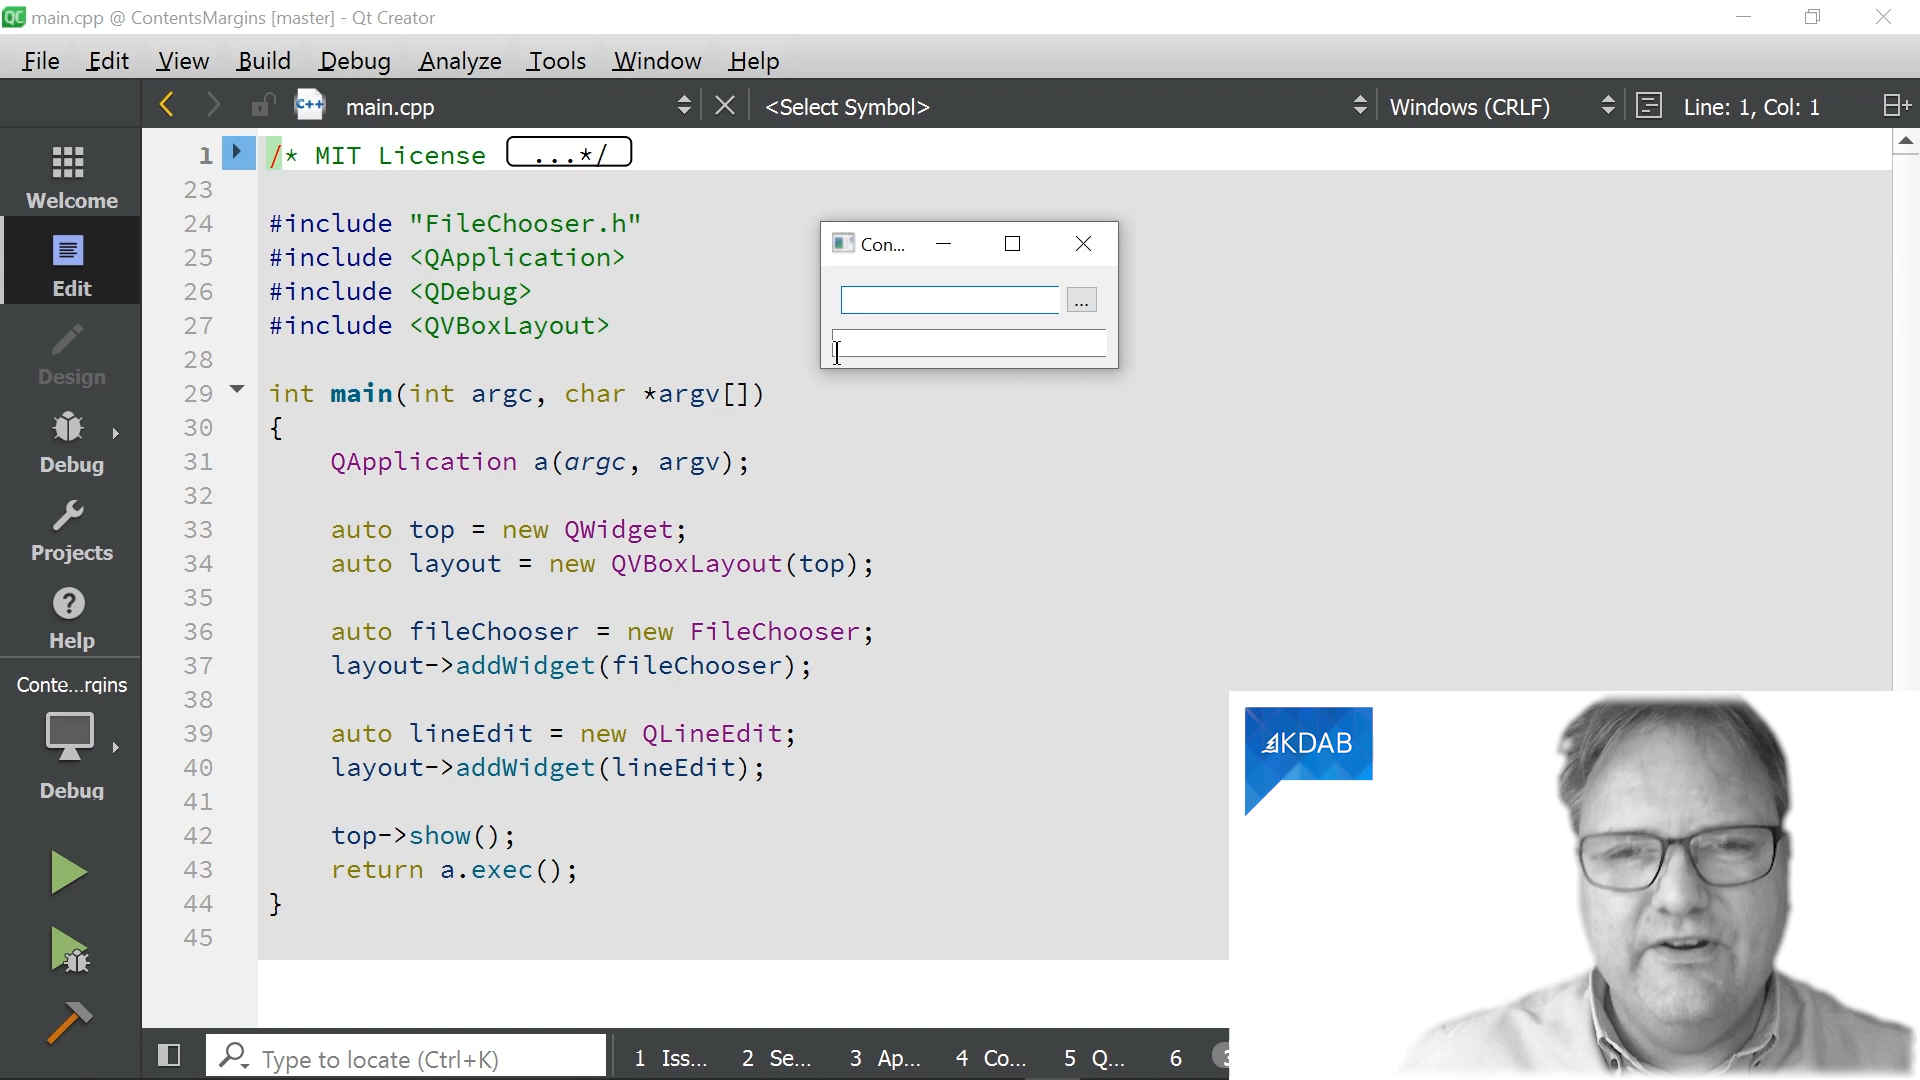 QC main.cpp @ ContentsMargins [master] - Qt Creator
File Edit View Build Debug Analyze Tools Window Help
C++ main.cpp <Select Symbol> Windows (CRLF) Line: 1, Col: 1
Welcome
Edit
Design
Debug
Projects
Help
Conte...rgins
Debug
1 /* MIT License ...*/
23
24 #include "FileChooser.h"
25 #include <QApplication>
26 #include <QDebug>
27 #include <QVBoxLayout>
28
29 int main(int argc, char *argv[])
30 {
31 QApplication a(argc, argv);
32
33 auto top = new QWidget;
34 auto layout = new QVBoxLayout(top);
35
36 auto fileChooser = new FileChooser;
37 layout->addWidget(fileChooser);
38
39 auto lineEdit = new QLineEdit;
40 layout->addWidget(lineEdit);
41
42 top->show();
43 return a.exec();
44 }
45
Con...
...
KDAB
Type to locate (Ctrl+K) 1 Iss... 2 Se... 3 Ap... 4 Co... 5 Q... 6 3